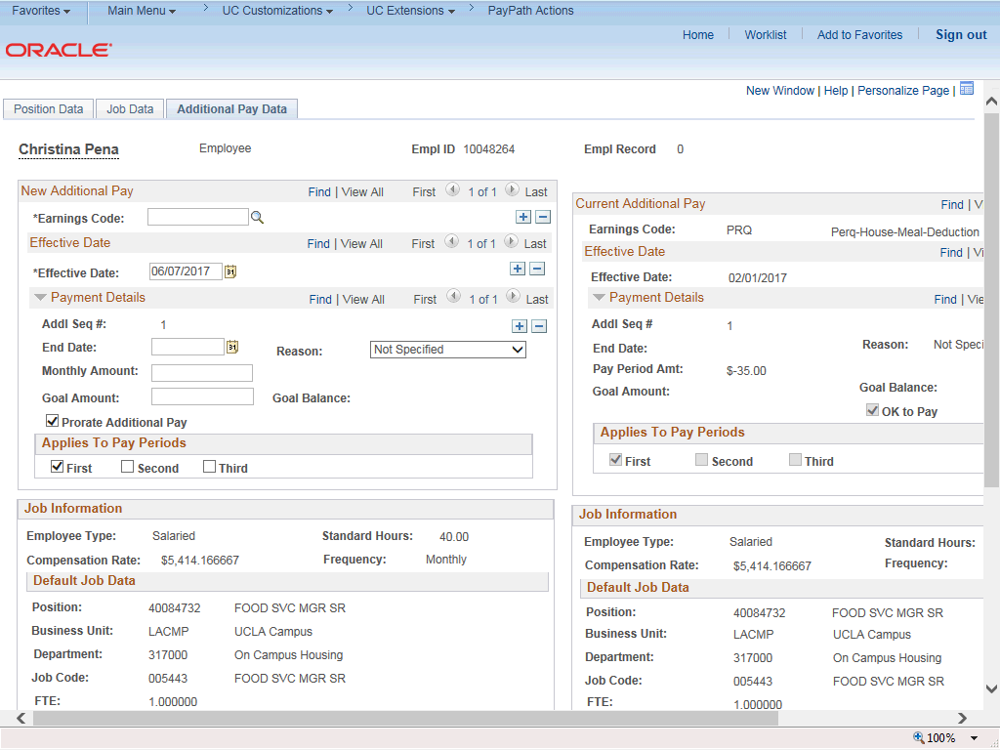 Favorites Main Menu > UC Customizations > UC Extensions > PayPath Actions
Home Worklist Add to Favorites Sign out
ORACLE
New Window | Help | Personalize Page |
Position Data Job Data Additional Pay Data
Christina Pena Employee Empl ID 10048264 Empl Record 0
New Additional Pay Find | View All First 1 of 1 Last
*Earnings Code:
Effective Date Find | View All First 1 of 1 Last
*Effective Date: 06/07/2017 31
Payment Details Find | View All First 1 of 1 Last
Addl Seq #: 1
End Date: 31 Reason: Not Specified
Monthly Amount:
Goal Amount: Goal Balance:
Prorate Additional Pay
Applies To Pay Periods
First Second Third
Job Information
Employee Type: Salaried Standard Hours: 40.00
Compensation Rate: $5,414.166667 Frequency: Monthly
Default Job Data
Position: 40084732 FOOD SVC MGR SR
Business Unit: LACMP UCLA Campus
Department: 317000 On Campus Housing
Job Code: 005443 FOOD SVC MGR SR
FTE: 1.000000
Current Additional Pay Find | V
Earnings Code: PRQ Perq-House-Meal-Deduction
Effective Date Find | Vi
Effective Date: 02/01/2017
Payment Details Find | Vie
Addl Seq # 1
End Date: Reason: Not Speci
Pay Period Amt: $-35.00
Goal Amount: Goal Balance:
OK to Pay
Applies To Pay Periods
First Second Third
Job Information
Employee Type: Salaried Standard Hours:
Compensation Rate: $5,414.166667 Frequency:
Default Job Data
Position: 40084732 FOOD SVC MGR SR
Business Unit: LACMP UCLA Campus
Department: 317000 On Campus Housing
Job Code: 005443 FOOD SVC MGR SR
FTE: 1.000000
100%